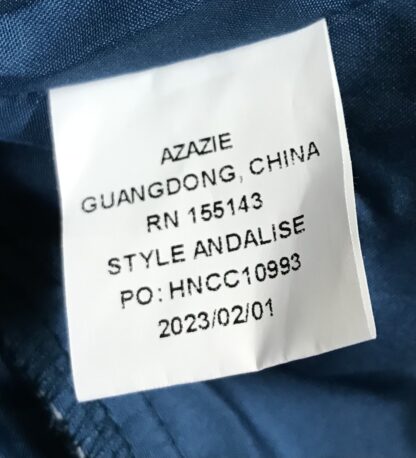 AZAZIE
GUANGDONG, CHINA
RN 155143
STYLE ANDALISE
PO: HNCC10993
2023/02/01